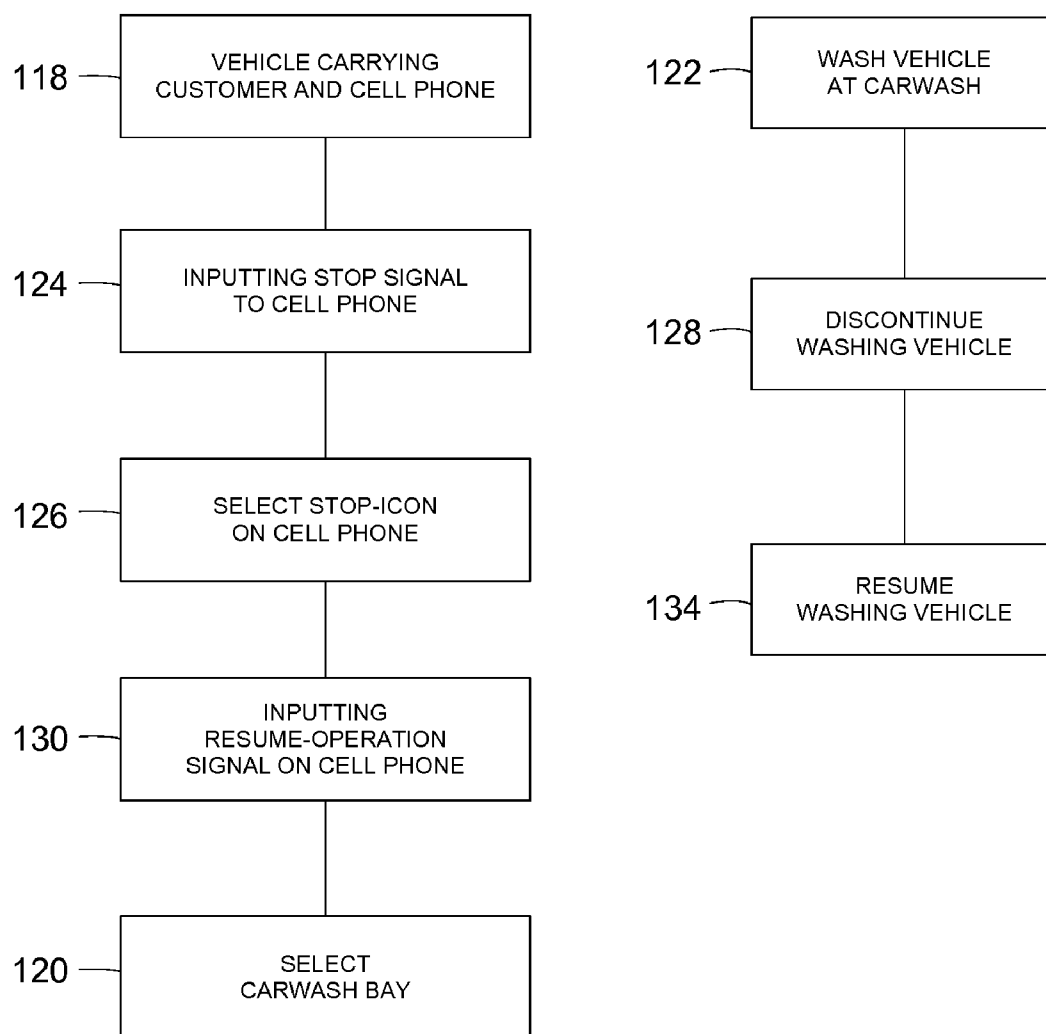 118
VEHICLE CARRYING
CUSTOMER AND CELL PHONE
124
INPUTTING STOP SIGNAL
TO CELL PHONE
126
SELECT STOP-ICON
ON CELL PHONE
130
INPUTTING
RESUME-OPERATION
SIGNAL ON CELL PHONE
120
SELECT
CARWASH BAY
122
WASH VEHICLE
AT CARWASH
128
DISCONTINUE
WASHING VEHICLE
134
RESUME
WASHING VEHICLE